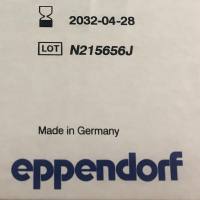 2032-04-28
LOT N215656J
Made in Germany
eppendorf